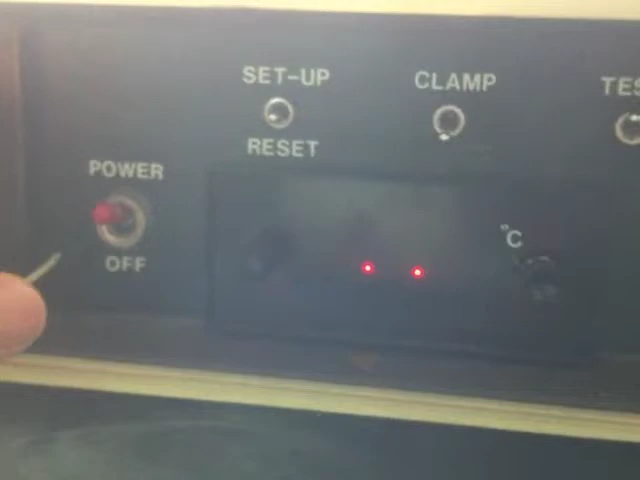 SET-UP
CLAMP
TES
RESET
POWER
°C
OFF